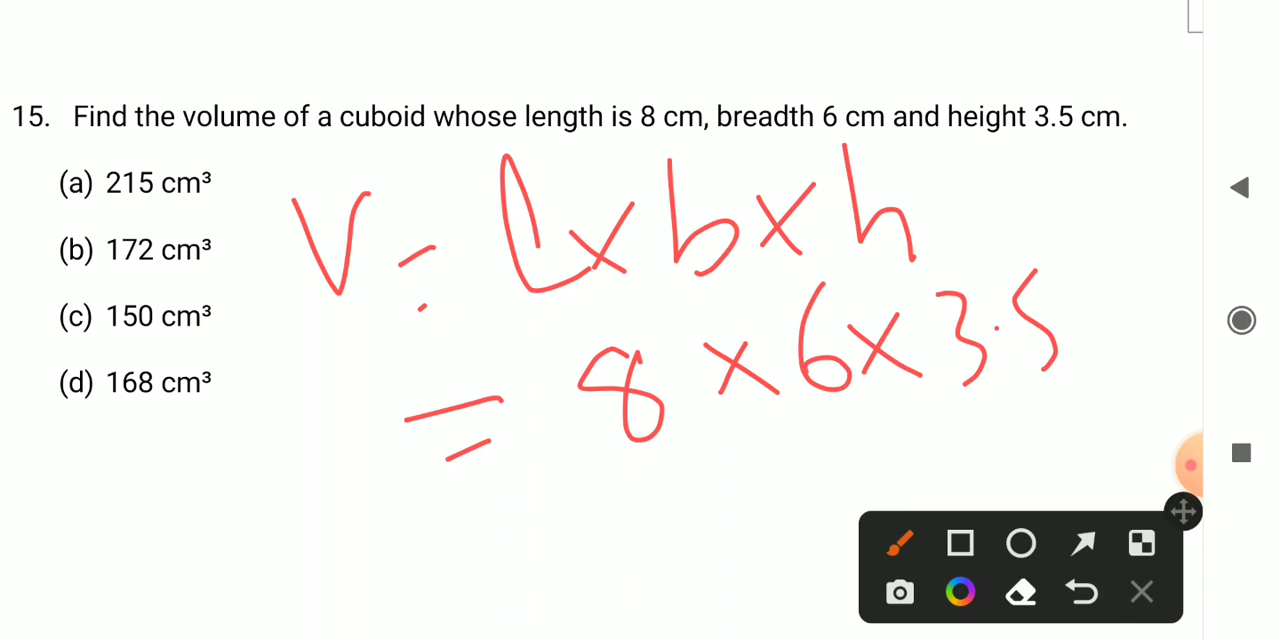 15. Find the volume of a cuboid whose length is 8 cm, breadth 6 cm and height 3.5 cm.
(a) 215 cm³
(b) 172 cm³
(c) 150 cm³
(d) 168 cm³
V = l × b × h
= 8 × 6 × 3.5